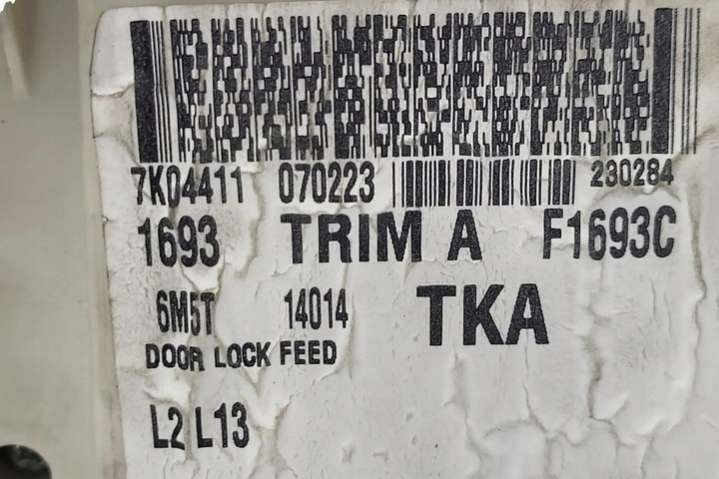 7K04411 070223 230284
1693 TRIM A F1693C
6M5T 14014 TKA
DOOR LOCK FEED
L2 L13